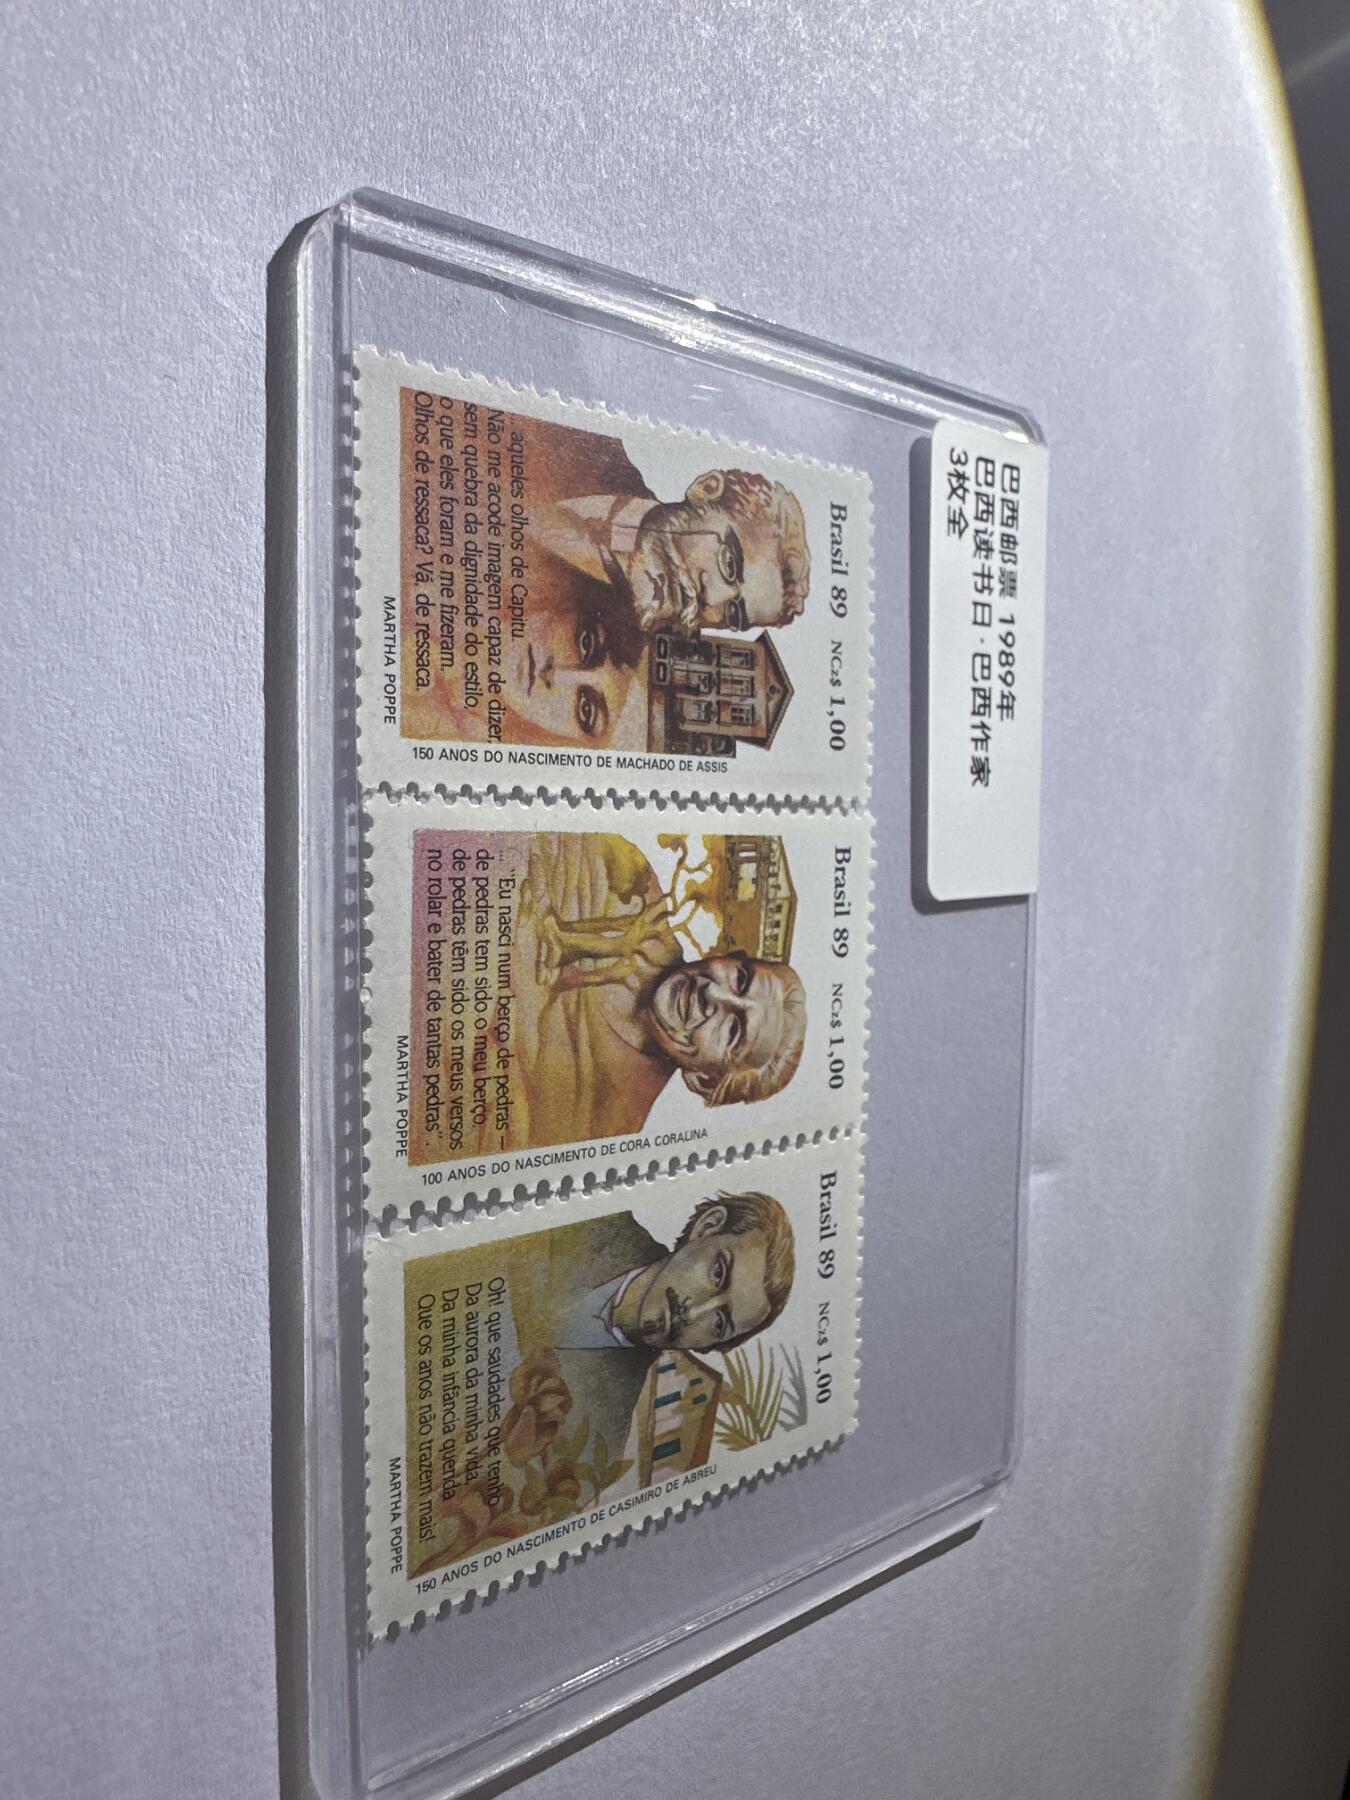 巴西邮票 1989年
巴西读书日·巴西作家
3枚全
Brasil 89 NCz$ 1,00
... aqueles olhos de Capitu.
Não me acode imagem capaz de dizer,
sem quebra da dignidade do estilo,
o que eles foram e me fizeram.
Olhos de ressaca? Vá, de ressaca.
MARTHA POPPE
150 ANOS DO NASCIMENTO DE MACHADO DE ASSIS
Brasil 89 NCz$ 1,00
... "Eu nasci num berço de pedras –
de pedras tem sido o meu berço.
de pedras têm sido os meus versos
no rolar e bater de tantas pedras".
MARTHA POPPE
100 ANOS DO NASCIMENTO DE CORA CORALINA
Brasil 89 NCz$ 1,00
Oh! que saudades que tenho
Da aurora da minha vida,
Da minha infância querida
Que os anos não trazem mais!
MARTHA POPPE
150 ANOS DO NASCIMENTO DE CASIMIRO DE ABREU